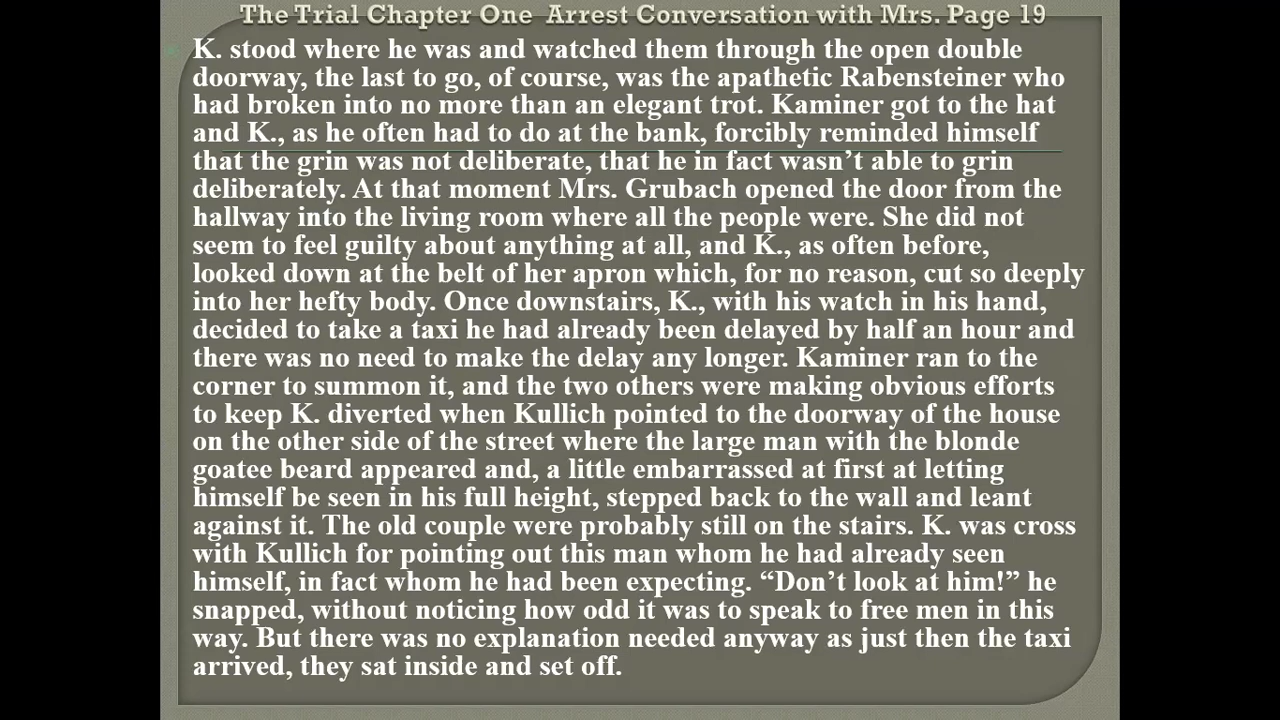 The Trial Chapter One Arrest Conversation with Mrs. Page 19
K. stood where he was and watched them through the open double
doorway, the last to go, of course, was the apathetic Rabensteiner who
had broken into no more than an elegant trot. Kaminer got to the hat
and K., as he often had to do at the bank, forcibly reminded himself
that the grin was not deliberate, that he in fact wasn’t able to grin
deliberately. At that moment Mrs. Grubach opened the door from the
hallway into the living room where all the people were. She did not
seem to feel guilty about anything at all, and K., as often before,
looked down at the belt of her apron which, for no reason, cut so deeply
into her hefty body. Once downstairs, K., with his watch in his hand,
decided to take a taxi he had already been delayed by half an hour and
there was no need to make the delay any longer. Kaminer ran to the
corner to summon it, and the two others were making obvious efforts
to keep K. diverted when Kullich pointed to the doorway of the house
on the other side of the street where the large man with the blonde
goatee beard appeared and, a little embarrassed at first at letting
himself be seen in his full height, stepped back to the wall and leant
against it. The old couple were probably still on the stairs. K. was cross
with Kullich for pointing out this man whom he had already seen
himself, in fact whom he had been expecting. “Don’t look at him!” he
snapped, without noticing how odd it was to speak to free men in this
way. But there was no explanation needed anyway as just then the taxi
arrived, they sat inside and set off.